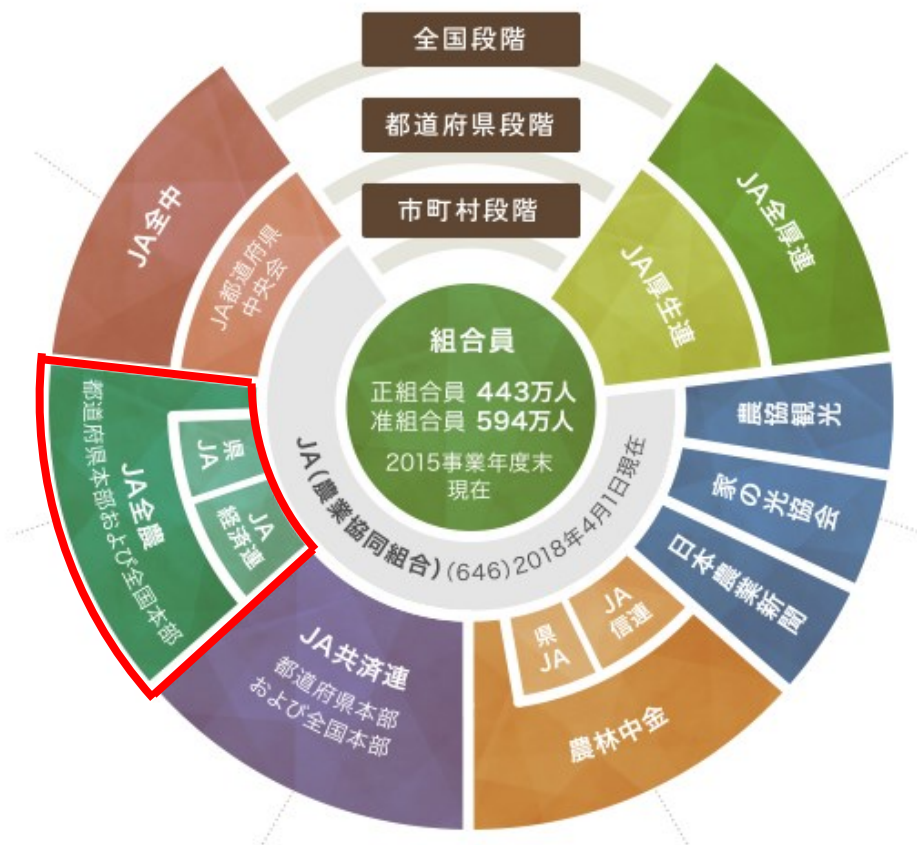 全国段階
都道府県段階
市町村段階
JA全中
JA都道府県
中央会
JA厚生連
JA全厚連
組合員
正組合員 443万人
准組合員 594万人
2015事業年度末
現在
JA(農業協同組合)(646)2018年4月1日現在
農協観光
家の光協会
日本農業新聞
JA全農
都道府県本部および全国本部
県
JA
JA
経済連
JA共済連
都道府県本部
および全国本部
県
JA
JA
信連
農林中金